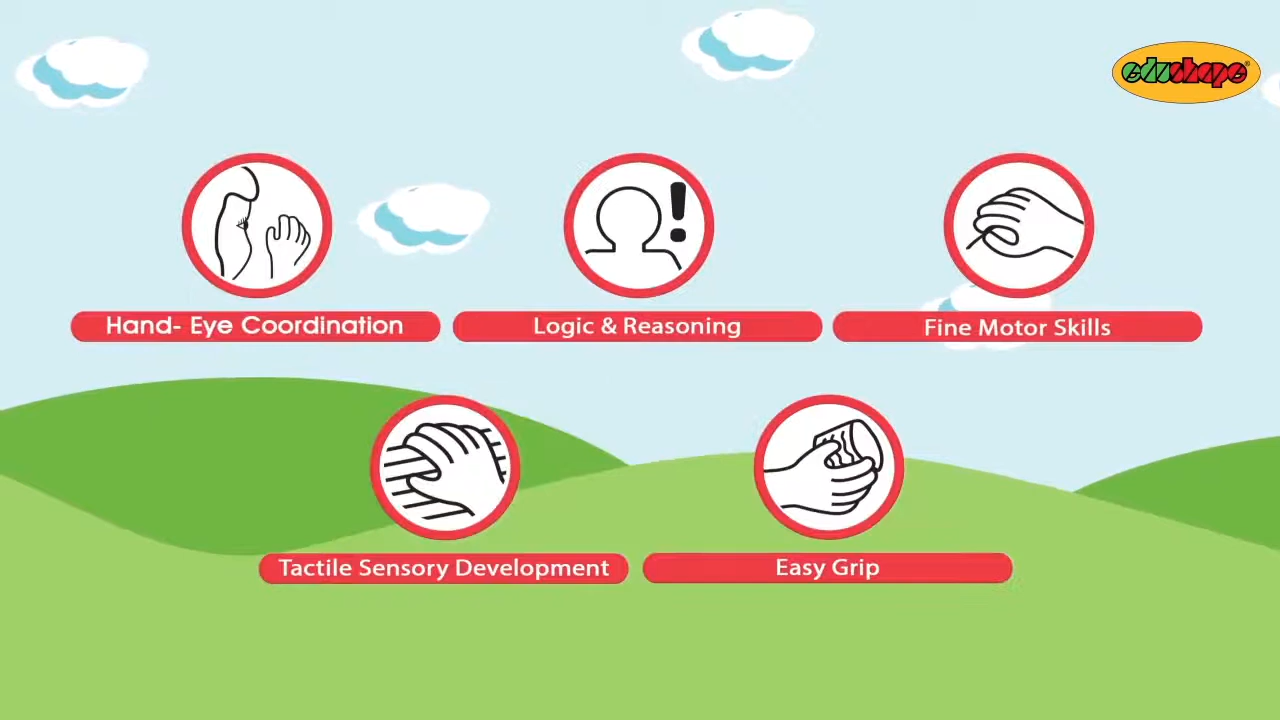 edushape®
Hand- Eye Coordination
Logic & Reasoning
Fine Motor Skills
Tactile Sensory Development
Easy Grip